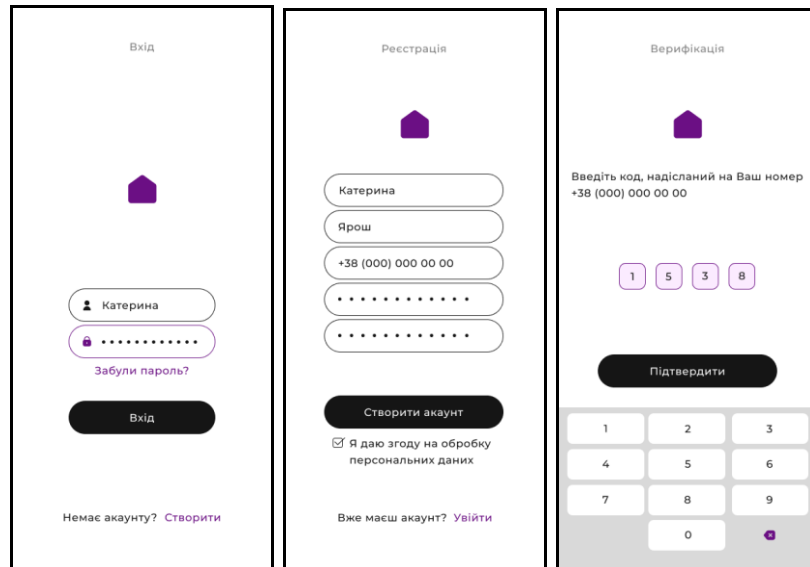 Вхід
Катерина
••••••••••••
Забули пароль?
Вхід
Немає акаунту? Створити
Реєстрація
Катерина
Ярош
+38 (000) 000 00 00
••••••••••••
••••••••••••
Створити акаунт
Я даю згоду на обробку
персональних даних
Вже маєш акаунт? Увійти
Верифікація
Введіть код, надісланий на Ваш номер
+38 (000) 000 00 00
1 5 3 8
Підтвердити
1 2 3
4 5 6
7 8 9
0